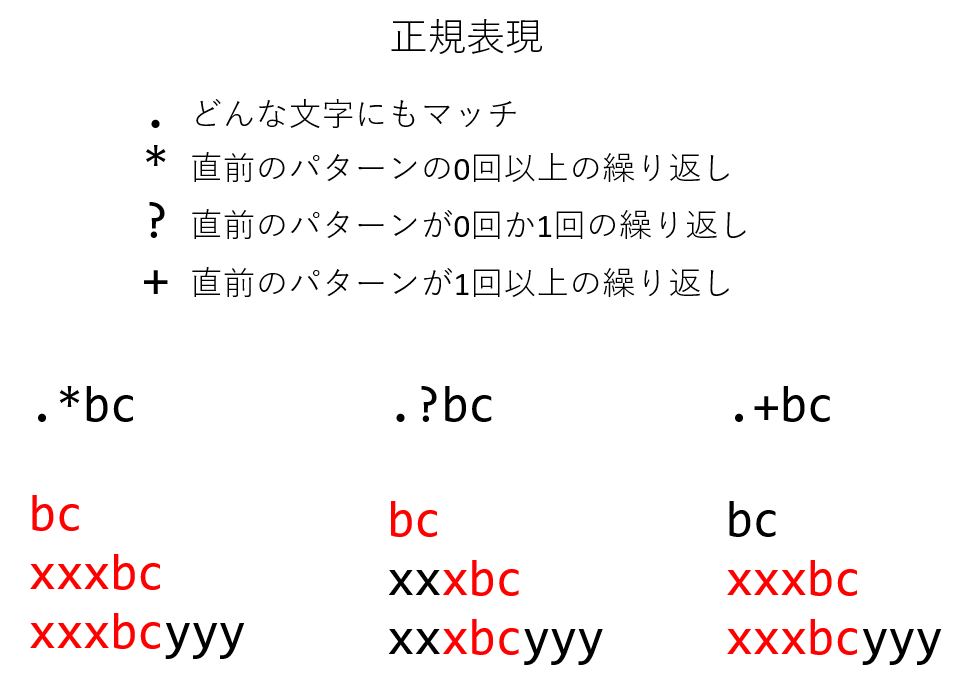 正規表現
. どんな文字にもマッチ
* 直前のパターンの0回以上の繰り返し
? 直前のパターンが0回か1回の繰り返し
+ 直前のパターンが1回以上の繰り返し
.*bc .?bc .+bc
bc bc bc
xxxbc xxxbc xxxbc
xxxbcyyy xxxbcyyy xxxbcyyy